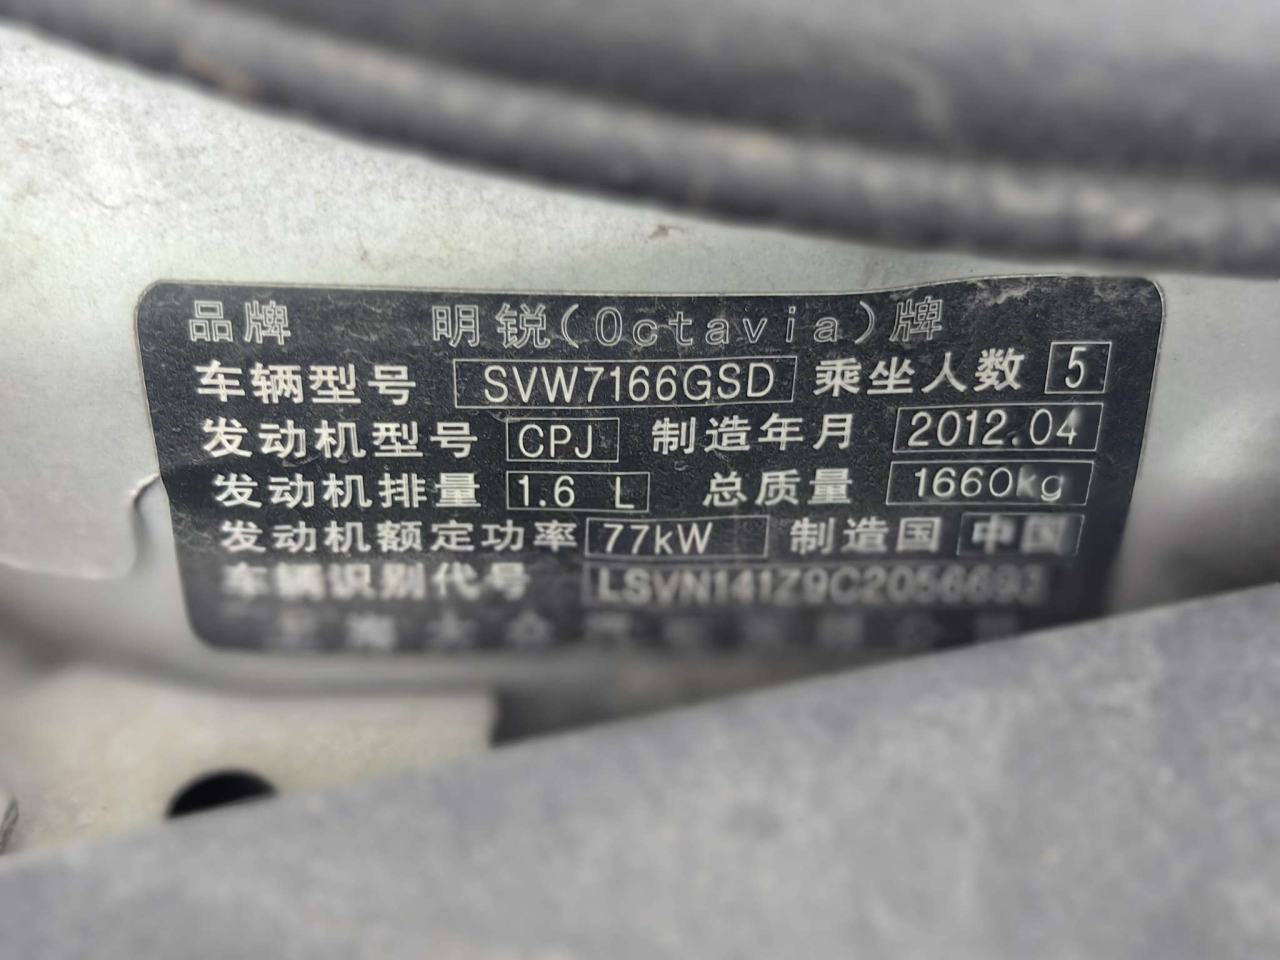 品牌 明锐(Octavia)牌
车辆型号 SVW7166GSD 乘坐人数 5
发动机型号 CPJ 制造年月 2012.04
发动机排量 1.6 L 总质量 1660kg
发动机额定功率 77kW 制造国 中国
车辆识别代号 LSVN141Z9C2056693